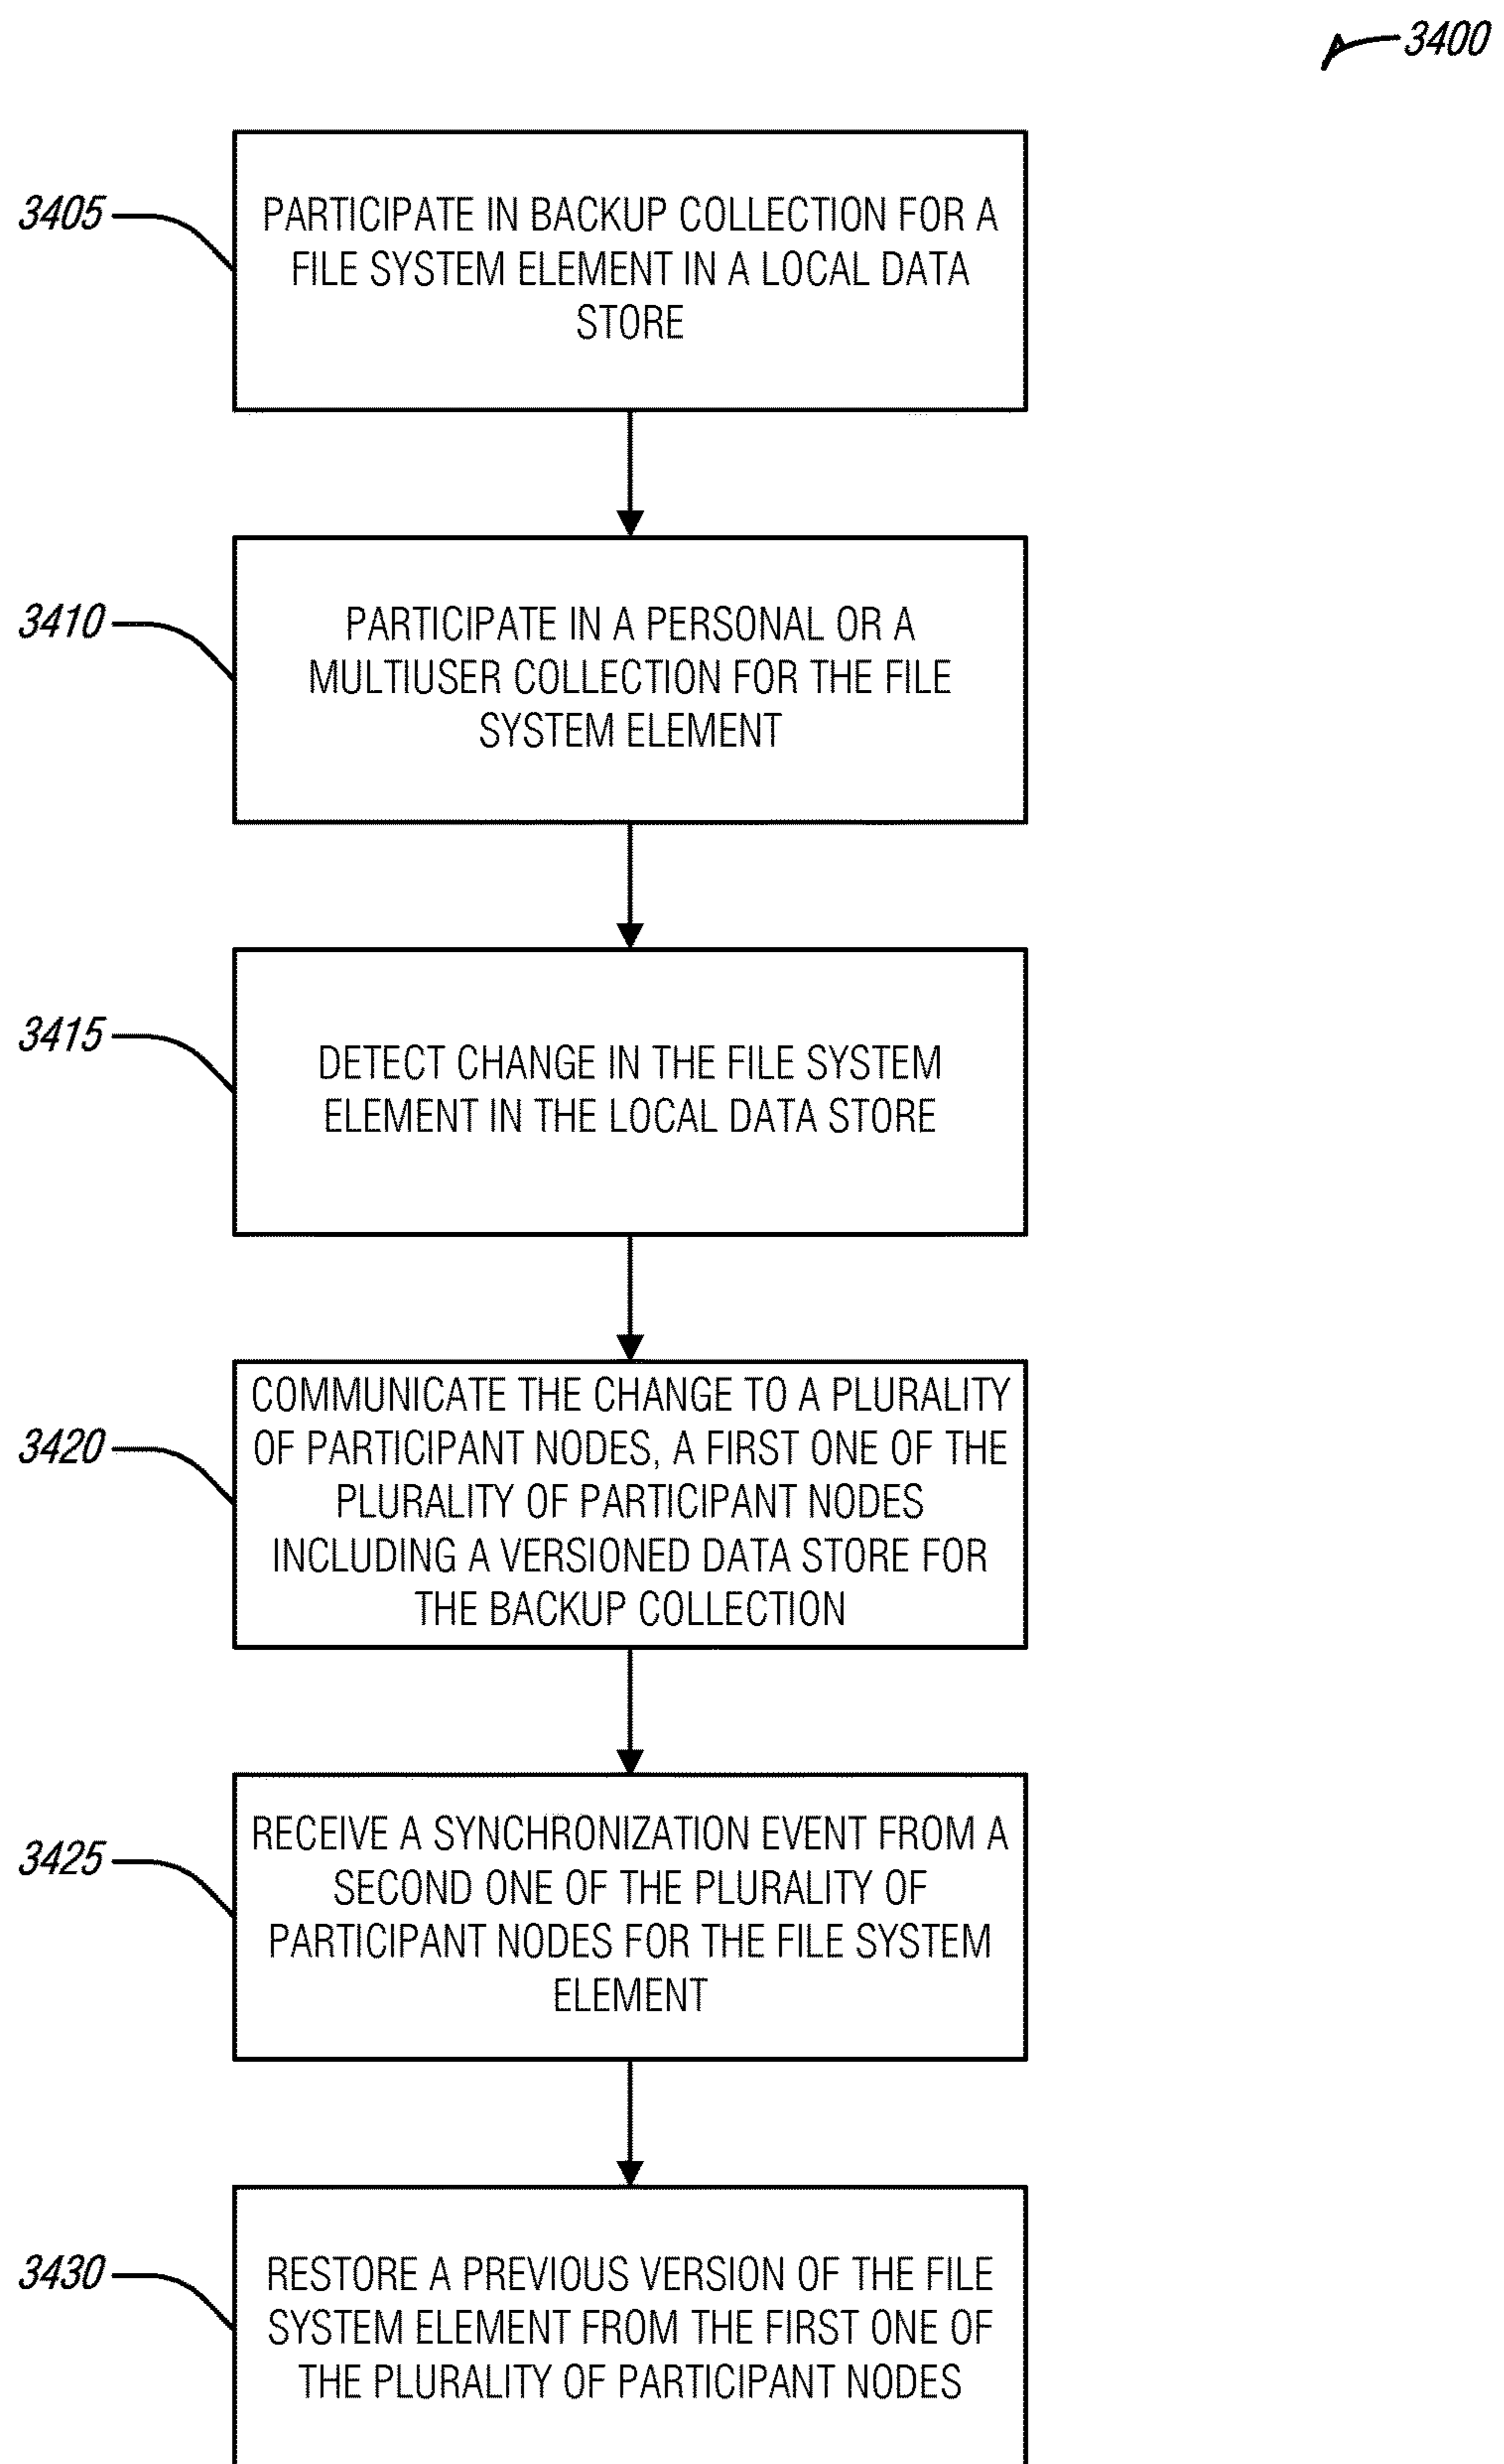 3400
3405
PARTICIPATE IN BACKUP COLLECTION FOR A
FILE SYSTEM ELEMENT IN A LOCAL DATA
STORE
3410
PARTICIPATE IN A PERSONAL OR A
MULTIUSER COLLECTION FOR THE FILE
SYSTEM ELEMENT
3415
DETECT CHANGE IN THE FILE SYSTEM
ELEMENT IN THE LOCAL DATA STORE
3420
COMMUNICATE THE CHANGE TO A PLURALITY
OF PARTICIPANT NODES, A FIRST ONE OF THE
PLURALITY OF PARTICIPANT NODES
INCLUDING A VERSIONED DATA STORE FOR
THE BACKUP COLLECTION
3425
RECEIVE A SYNCHRONIZATION EVENT FROM A
SECOND ONE OF THE PLURALITY OF
PARTICIPANT NODES FOR THE FILE SYSTEM
ELEMENT
3430
RESTORE A PREVIOUS VERSION OF THE FILE
SYSTEM ELEMENT FROM THE FIRST ONE OF
THE PLURALITY OF PARTICIPANT NODES